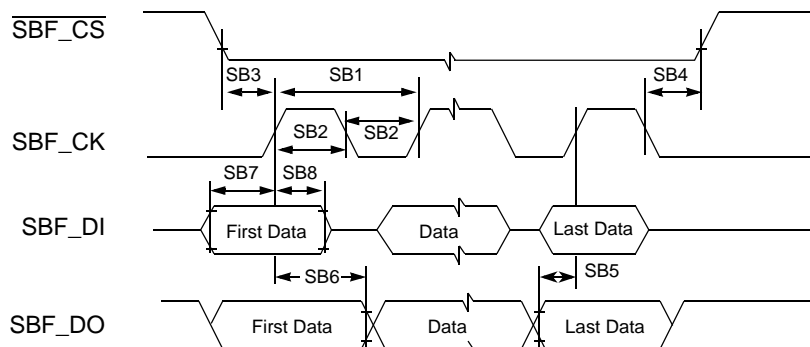 SBF_CS
SB3 SB1 SB4
SBF_CK
SB2 SB2
SB7 SB8
SBF_DI
First Data Data Last Data
SB6 SB5
SBF_DO
First Data Data Last Data